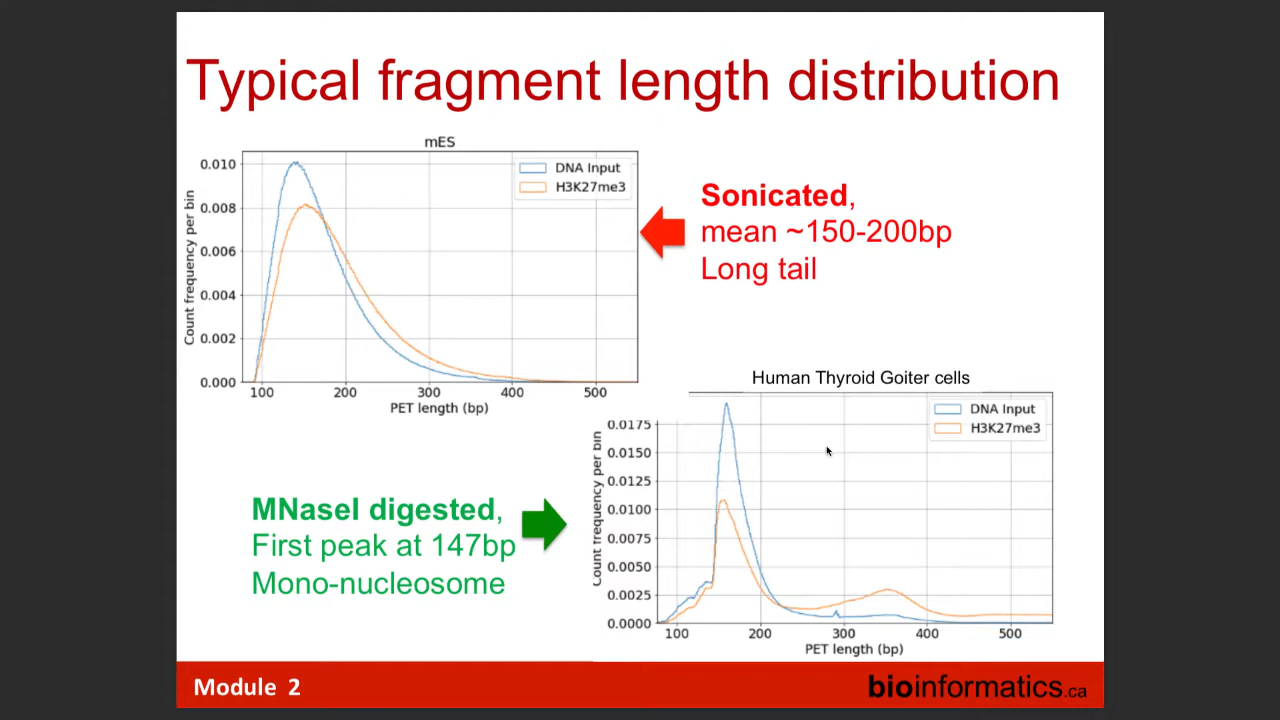 Typical fragment length distribution
mES
DNA Input
H3K27me3
0.010
0.008
0.006
0.004
0.002
0.000
Count frequency per bin
100
200
300
400
500
PET length (bp)
Sonicated,
mean ~150-200bp
Long tail
Human Thyroid Goiter cells
DNA Input
H3K27me3
0.0175
0.0150
0.0125
0.0100
0.0075
0.0050
0.0025
0.0000
Count frequency per bin
100
200
300
400
500
PET length (bp)
MNaseI digested,
First peak at 147bp
Mono-nucleosome
Module 2
bioinformatics.ca